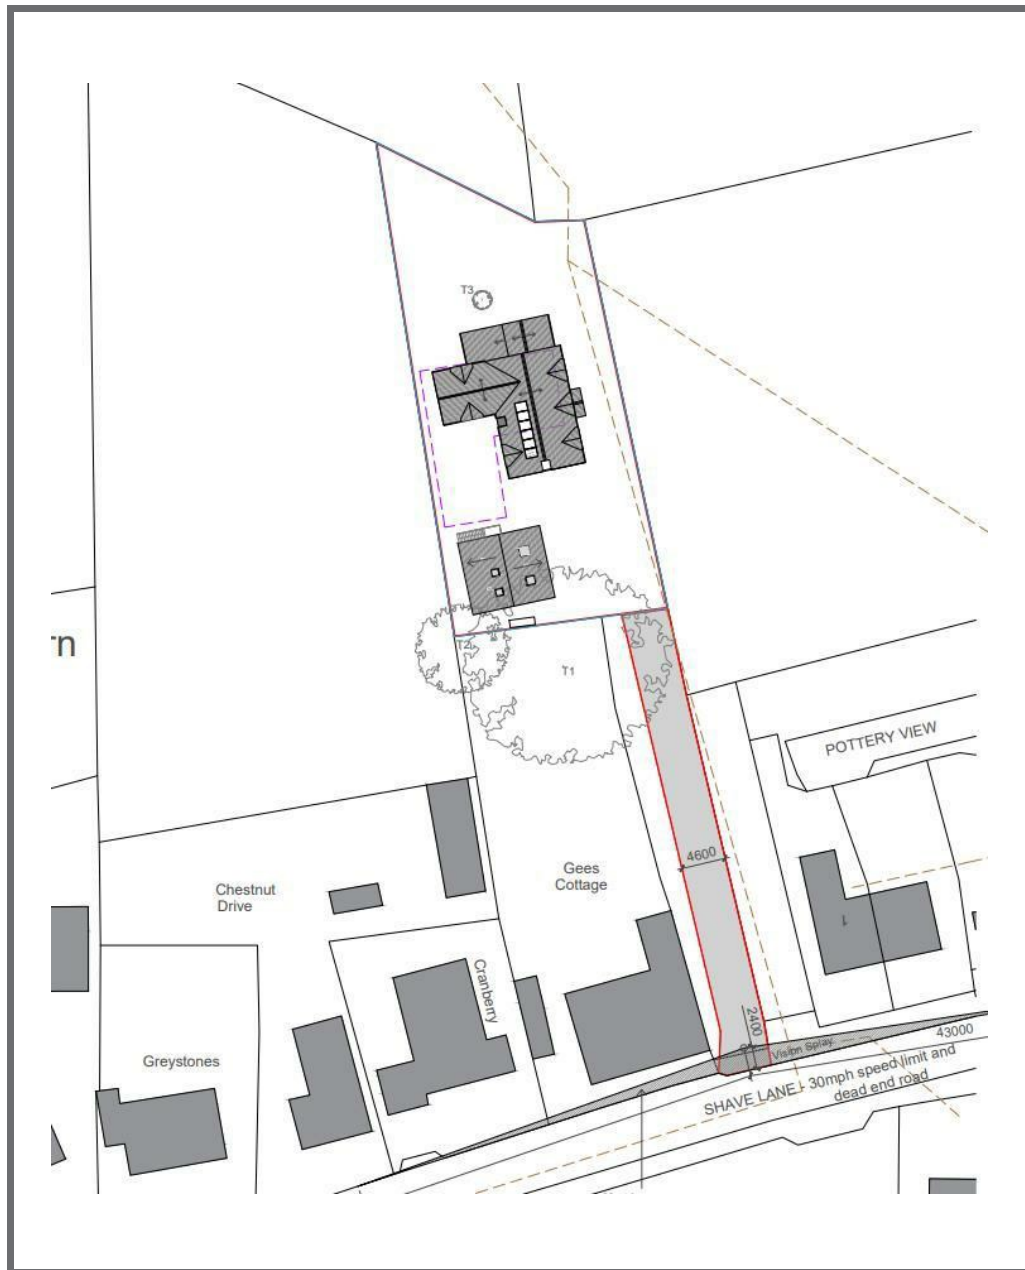 T3
rn
T2
T1
POTTERY VIEW
4600
Gees
Cottage
Chestnut
Drive
1
Cranberry
2400
43000
Vision Splay
Greystones
SHAVE LANE - 30mph speed limit and
dead end road